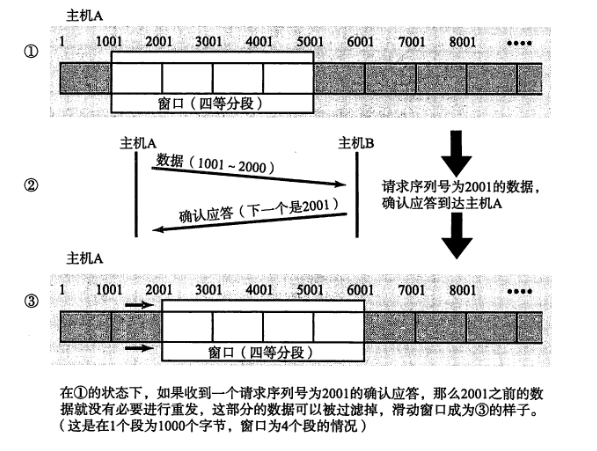 主机A
① 1 1001 2001 3001 4001 5001 6001 7001 8001 ••••
窗口（四等分段）
主机A 主机B
② 数据（1001～2000）
确认应答（下一个是2001）
请求序列号为2001的数据，
确认应答到达主机A
主机A
③ 1 1001 2001 3001 4001 5001 6001 7001 8001 ••••
窗口（四等分段）
在①的状态下，如果收到一个请求序列号为2001的确认应答，那么2001之前的数
据就没有必要进行重发，这部分的数据可以被过滤掉，滑动窗口成为③的样子。
（这是在1个段为1000个字节，窗口为4个段的情况）